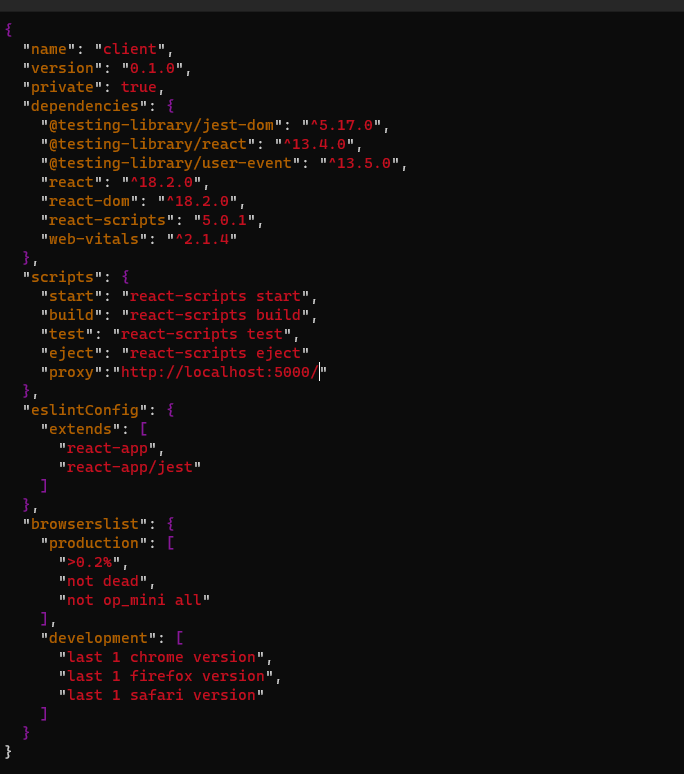 {
  "name": "client",
  "version": "0.1.0",
  "private": true,
  "dependencies": {
    "@testing-library/jest-dom": "^5.17.0",
    "@testing-library/react": "^13.4.0",
    "@testing-library/user-event": "^13.5.0",
    "react": "^18.2.0",
    "react-dom": "^18.2.0",
    "react-scripts": "5.0.1",
    "web-vitals": "^2.1.4"
  },
  "scripts": {
    "start": "react-scripts start",
    "build": "react-scripts build",
    "test": "react-scripts test",
    "eject": "react-scripts eject"
    "proxy":"http://localhost:5000/"
  },
  "eslintConfig": {
    "extends": [
      "react-app",
      "react-app/jest"
    ]
  },
  "browserslist": {
    "production": [
      ">0.2%",
      "not dead",
      "not op_mini all"
    ],
    "development": [
      "last 1 chrome version",
      "last 1 firefox version",
      "last 1 safari version"
    ]
  }
}